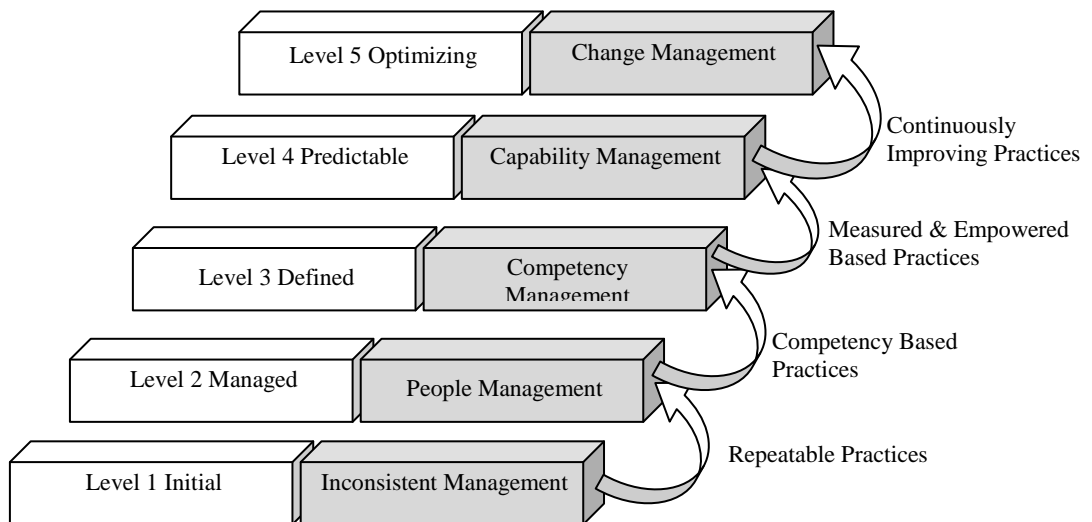 Level 5 Optimizing
Change Management
Continuously
Improving Practices
Level 4 Predictable
Capability Management
Measured & Empowered
Based Practices
Level 3 Defined
Competency
Management
Competency Based
Practices
Level 2 Managed
People Management
Repeatable Practices
Level 1 Initial
Inconsistent Management